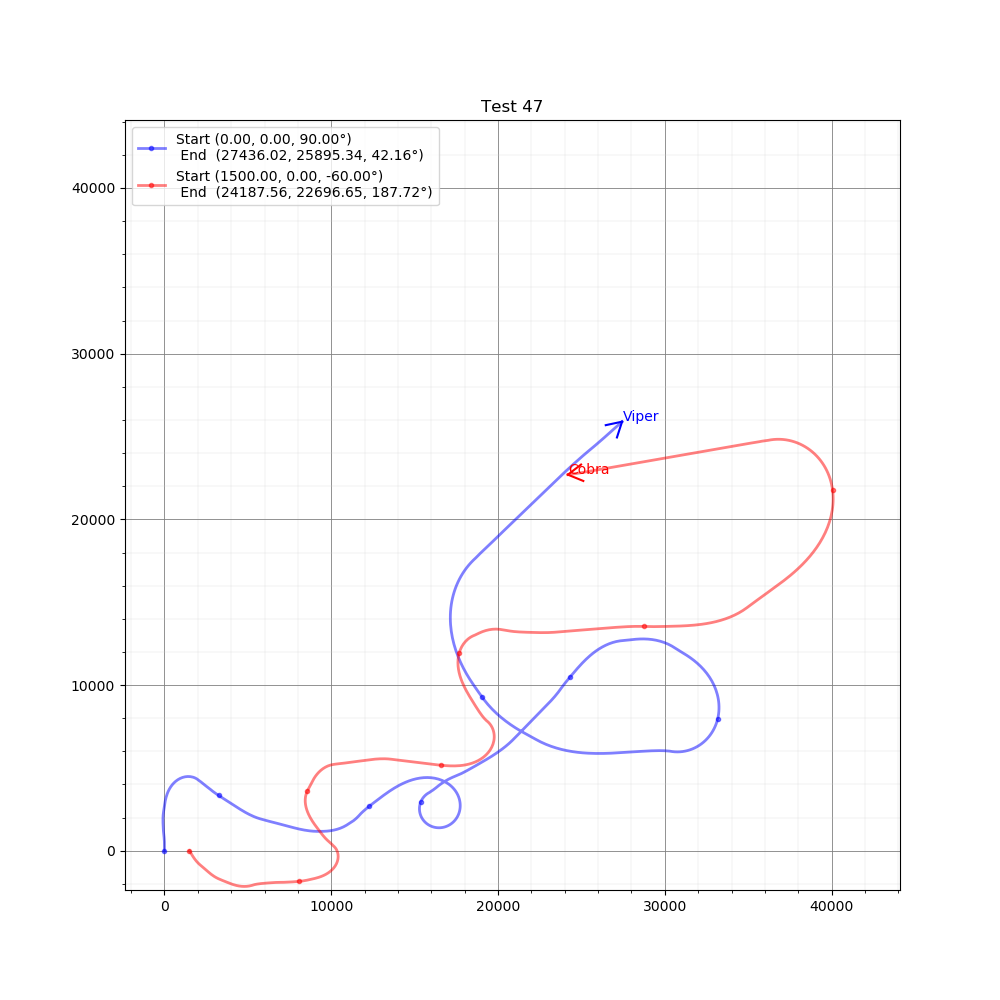 Test 47
Start (0.00, 0.00, 90.00°)
End (27436.02, 25895.34, 42.16°)
Start (1500.00, 0.00, -60.00°)
End (24187.56, 22696.65, 187.72°)
40000
30000
20000
10000
0
Viper
Cobra
0 10000 20000 30000 40000